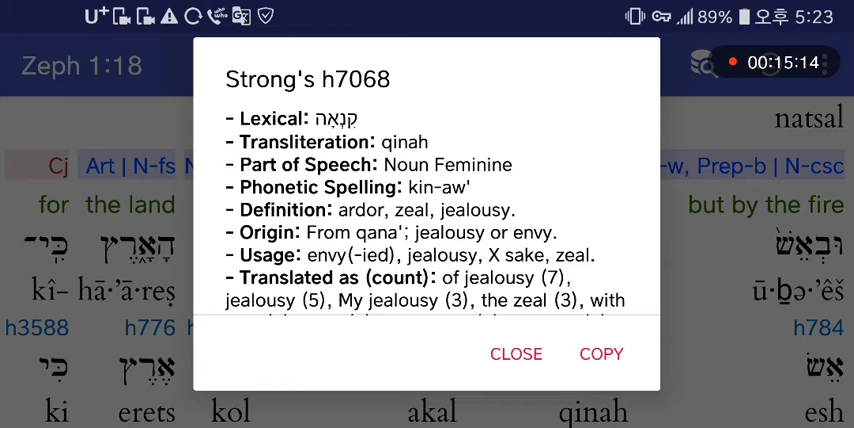 U+ 89% 오후 5:23
Zeph 1:18 00:15:14
Strong's h7068
- Lexical: קִנְאָה
- Transliteration: qinah
- Part of Speech: Noun Feminine
- Phonetic Spelling: kin-aw'
- Definition: ardor, zeal, jealousy.
- Origin: From qana'; jealousy or envy.
- Usage: envy(-ied), jealousy, X sake, zeal.
- Translated as (count): of jealousy (7),
jealousy (5), My jealousy (3), the zeal (3), with
CLOSE COPY
natsal
Cj Art | N-fs -w, Prep-b | N-csc
for the land but by the fire
כִּֽי־ הָאָ֑רֶץ וּבְאֵשׁ֙
kî- hā·’ā·reṣ ū·ḇə·’êš
h3588 h776 h784
כִּי אֶרֶץ אֵשׁ
ki erets kol akal qinah esh